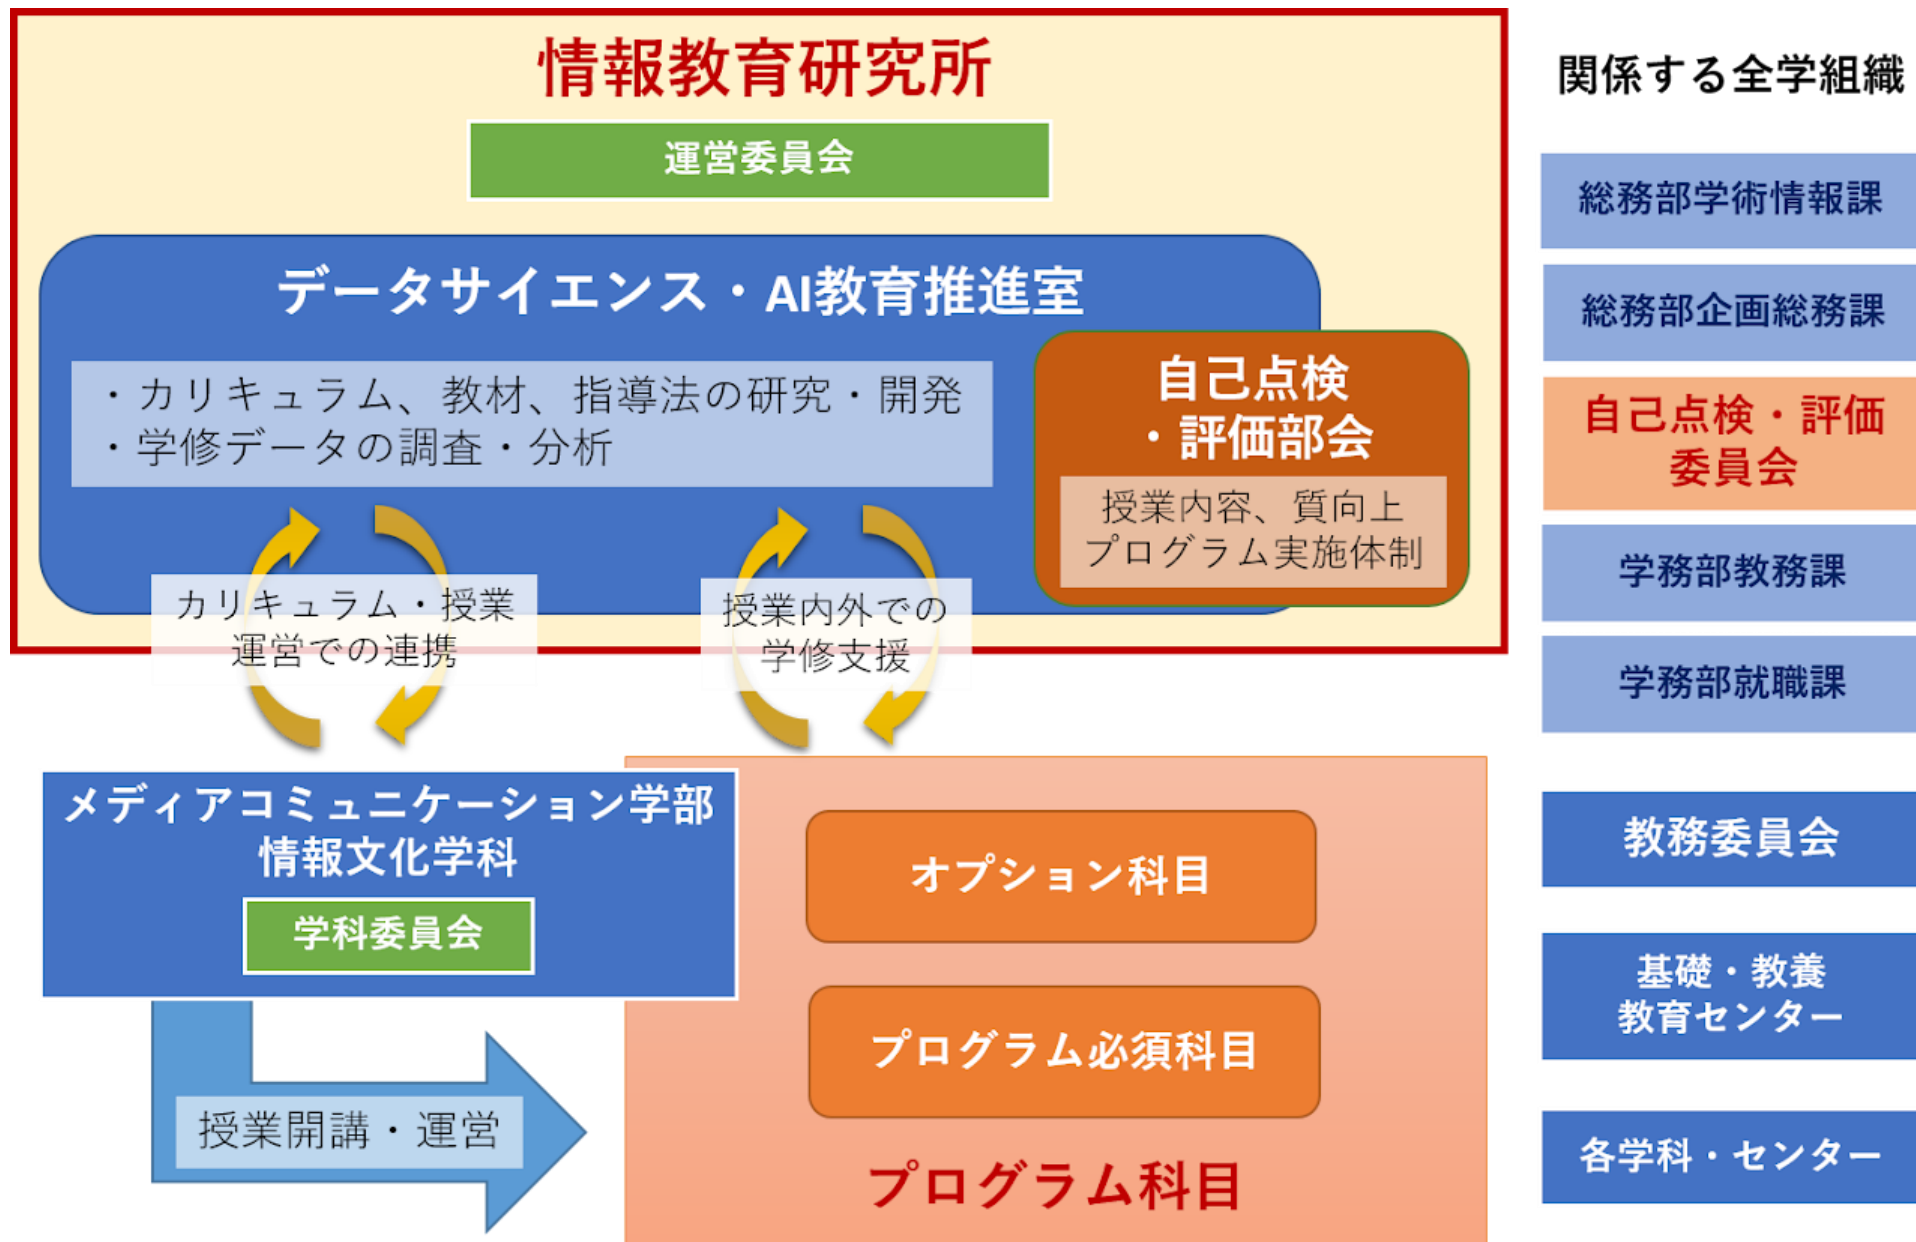 情報教育研究所
運営委員会
データサイエンス・AI教育推進室
・カリキュラム、教材、指導法の研究・開発
・学修データの調査・分析
自己点検
・評価部会
授業内容、質向上
プログラム実施体制
カリキュラム・授業
運営での連携
授業内外での
学修支援
メディアコミュニケーション学部
情報文化学科
学科委員会
授業開講・運営
オプション科目
プログラム必須科目
プログラム科目
関係する全学組織
総務部学術情報課
総務部企画総務課
自己点検・評価
委員会
学務部教務課
学務部就職課
教務委員会
基礎・教養
教育センター
各学科・センター